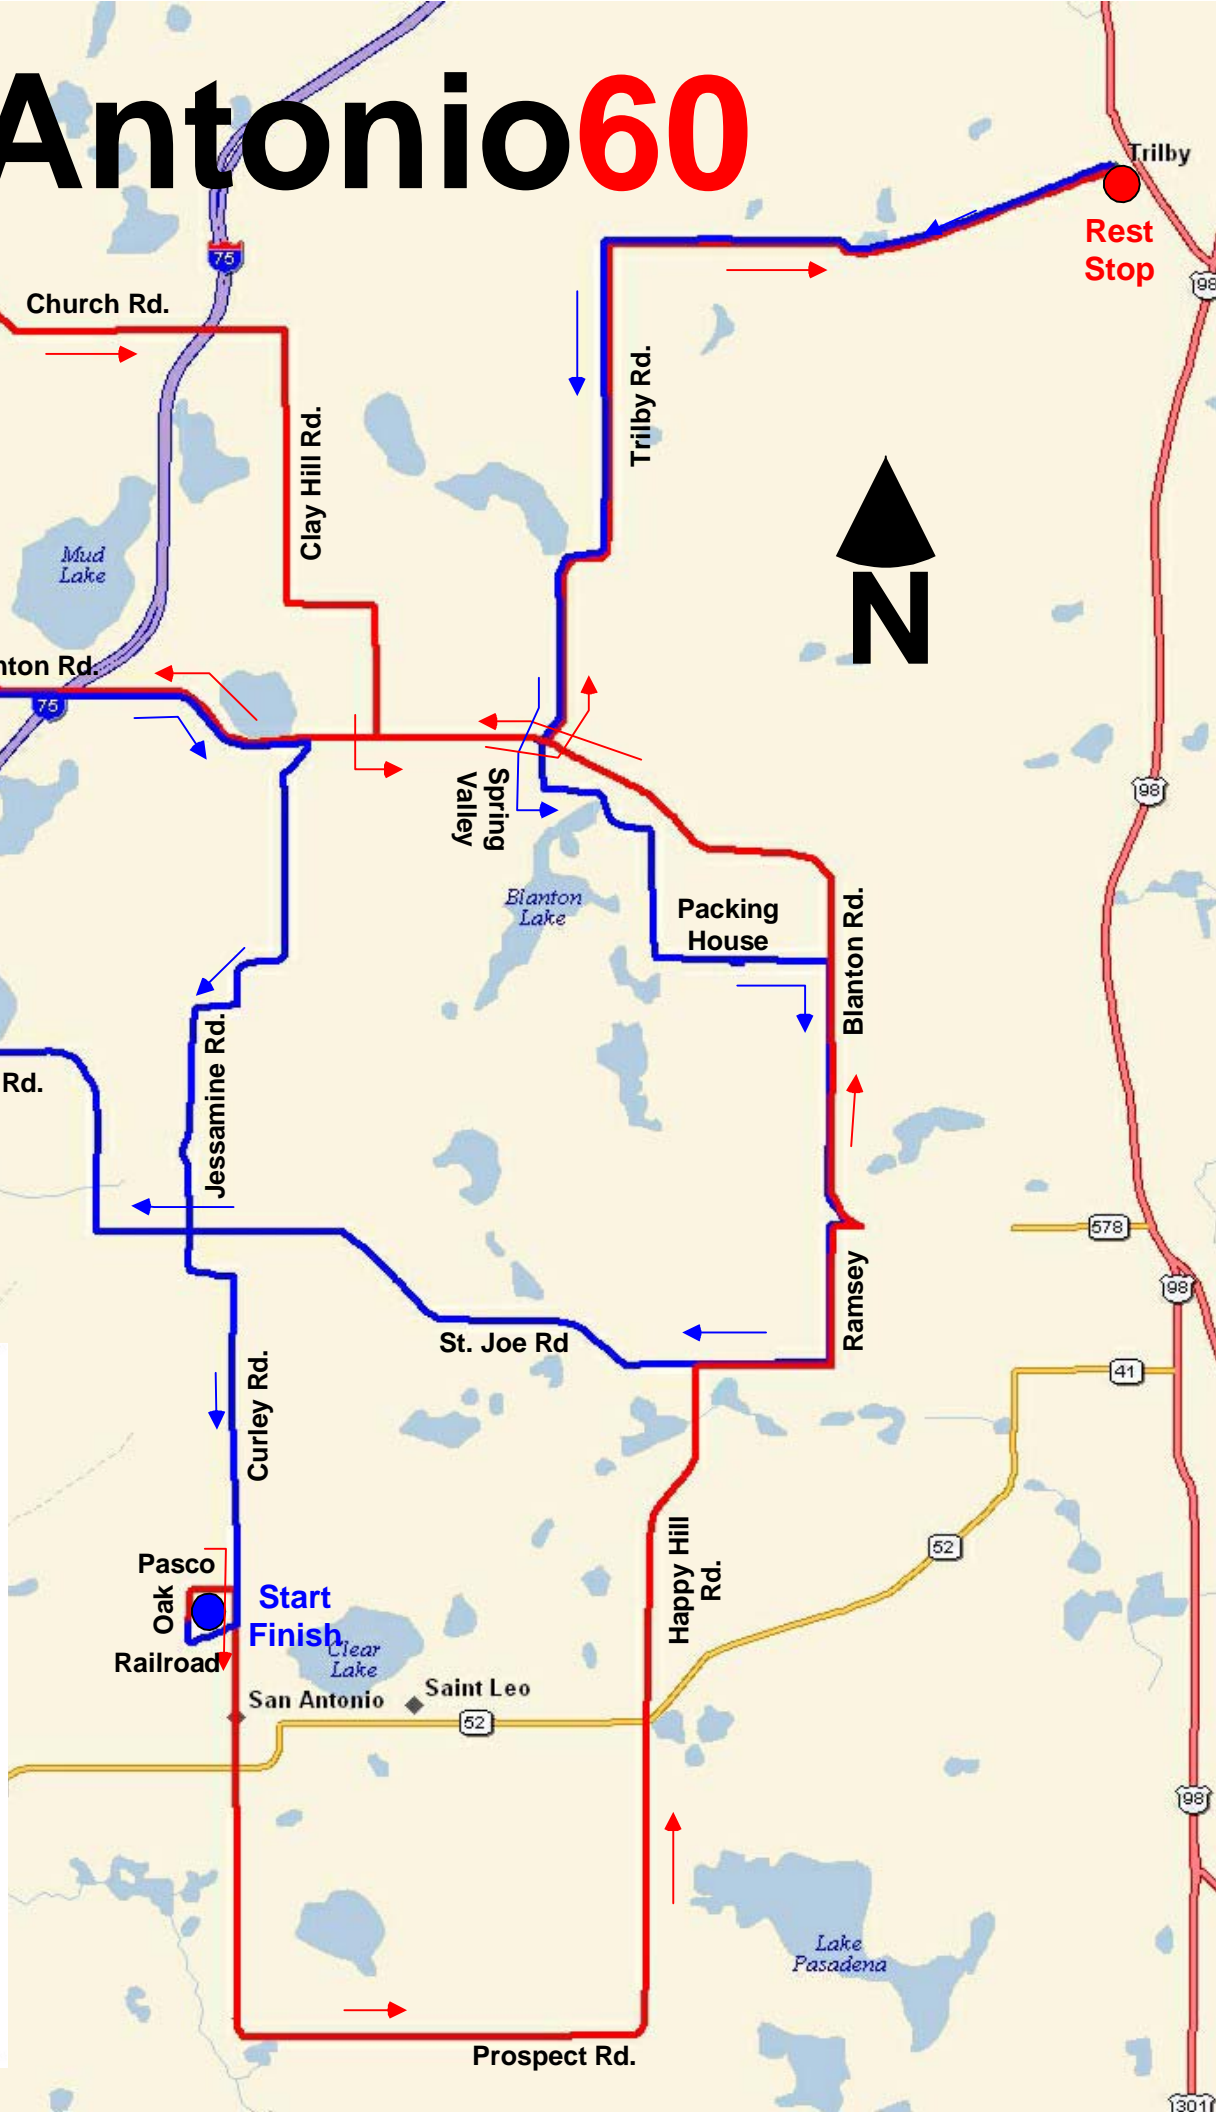 Antonio60
Trilby
Rest
Stop
98
75
Church Rd.
Trilby Rd.
Clay Hill Rd.
Mud
Lake
N
nton Rd.
75
98
Spring
Valley
Blanton
Lake
Packing
House
Blanton Rd.
Rd.
Jessamine Rd.
578
98
Ramsey
St. Joe Rd
41
Curley Rd.
52
Happy Hill
Rd.
Pasco
Oak
Start
Finish
Railroad
Clear
Lake
San Antonio
Saint Leo
52
98
Lake
Pasadena
Prospect Rd.
301